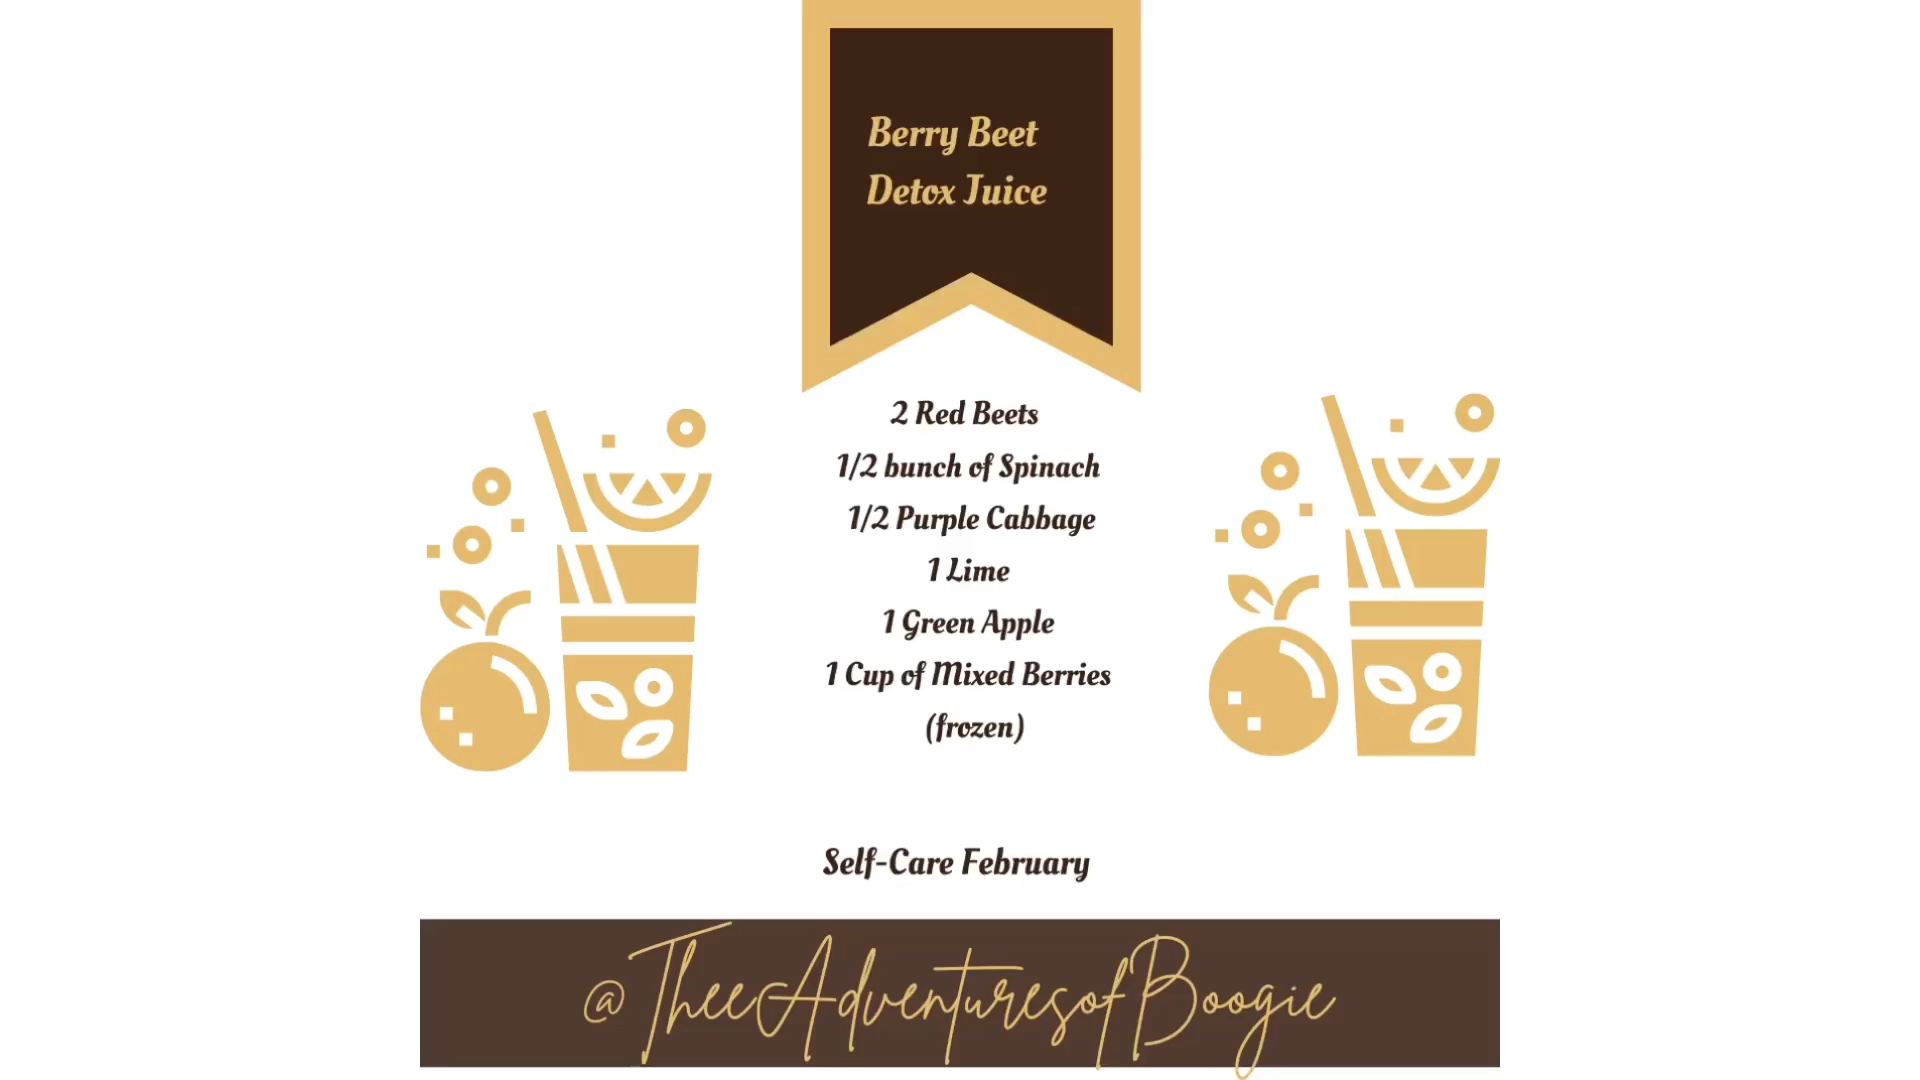 Berry Beet
Detox Juice
2 Red Beets
1/2 bunch of Spinach
1/2 Purple Cabbage
1 Lime
1 Green Apple
1 Cup of Mixed Berries
(frozen)
Self-Care February
@TheeAdventuresofBoogie